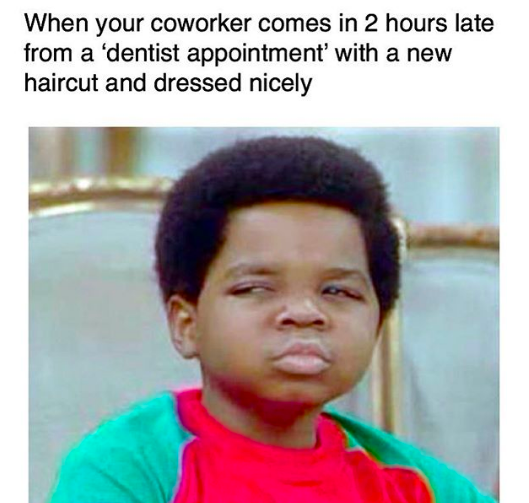 When your coworker comes in 2 hours late
from a ‘dentist appointment’ with a new
haircut and dressed nicely